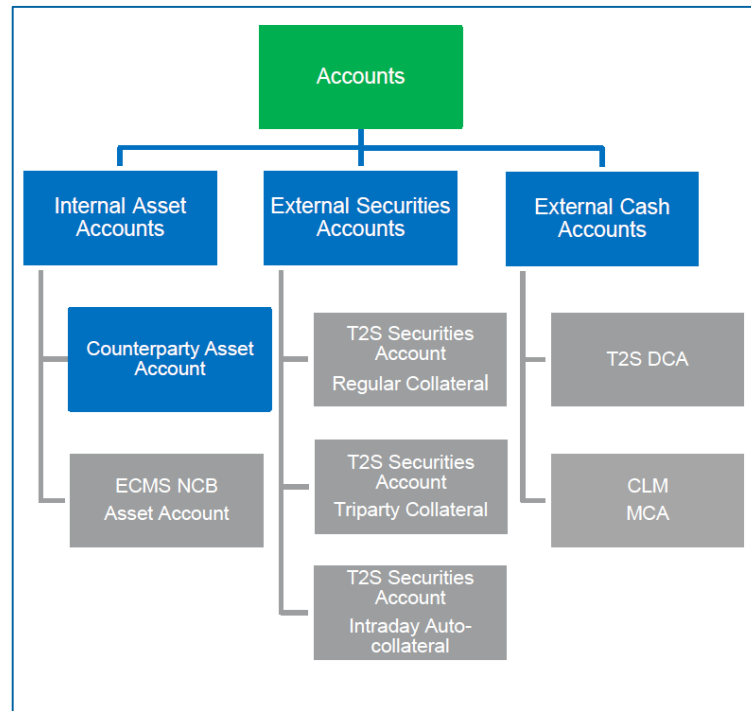 Accounts
Internal Asset
Accounts
External Securities
Accounts
External Cash
Accounts
Counterparty Asset
Account
ECMS NCB
Asset Account
T2S Securities
Account
Regular Collateral
T2S Securities
Account
Triparty Collateral
T2S Securities
Account
Intraday Auto-
collateral
T2S DCA
CLM
MCA